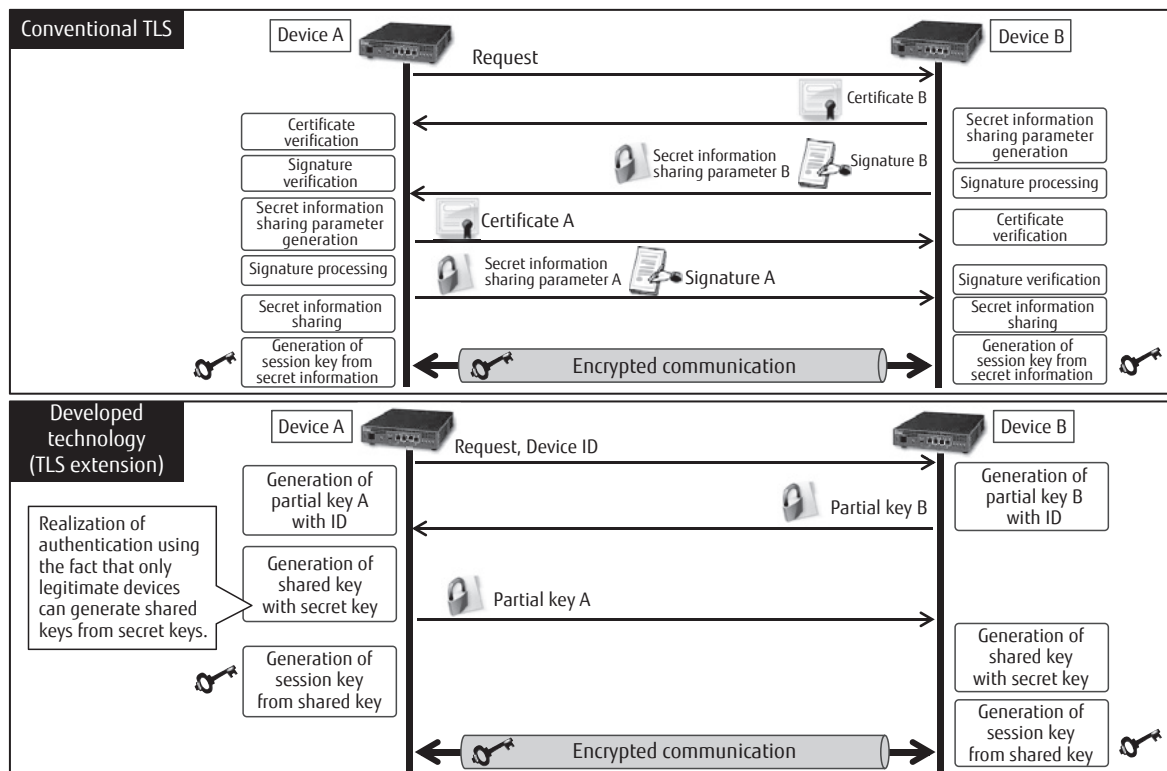 Conventional TLS
Device A
Device B
Request
Certificate B
Certificate
verification
Secret information
sharing parameter
generation
Secret information
sharing parameter B
Signature B
Signature
verification
Signature processing
Secret information
sharing parameter
generation
Certificate A
Certificate
verification
Signature processing
Secret information
sharing parameter A
Signature A
Signature verification
Secret information
sharing
Secret information
sharing
Generation of
session key from
secret information
Encrypted communication
Generation of
session key from
secret information
Developed
technology
(TLS extension)
Device A
Device B
Request, Device ID
Generation of
partial key A
with ID
Partial key B
Generation of
partial key B
with ID
Realization of
authentication using
the fact that only
legitimate devices
can generate shared
keys from secret keys.
Generation of
shared key
with secret key
Partial key A
Generation of
shared key
with secret key
Generation of
session key
from shared key
Encrypted communication
Generation of
session key
from shared key